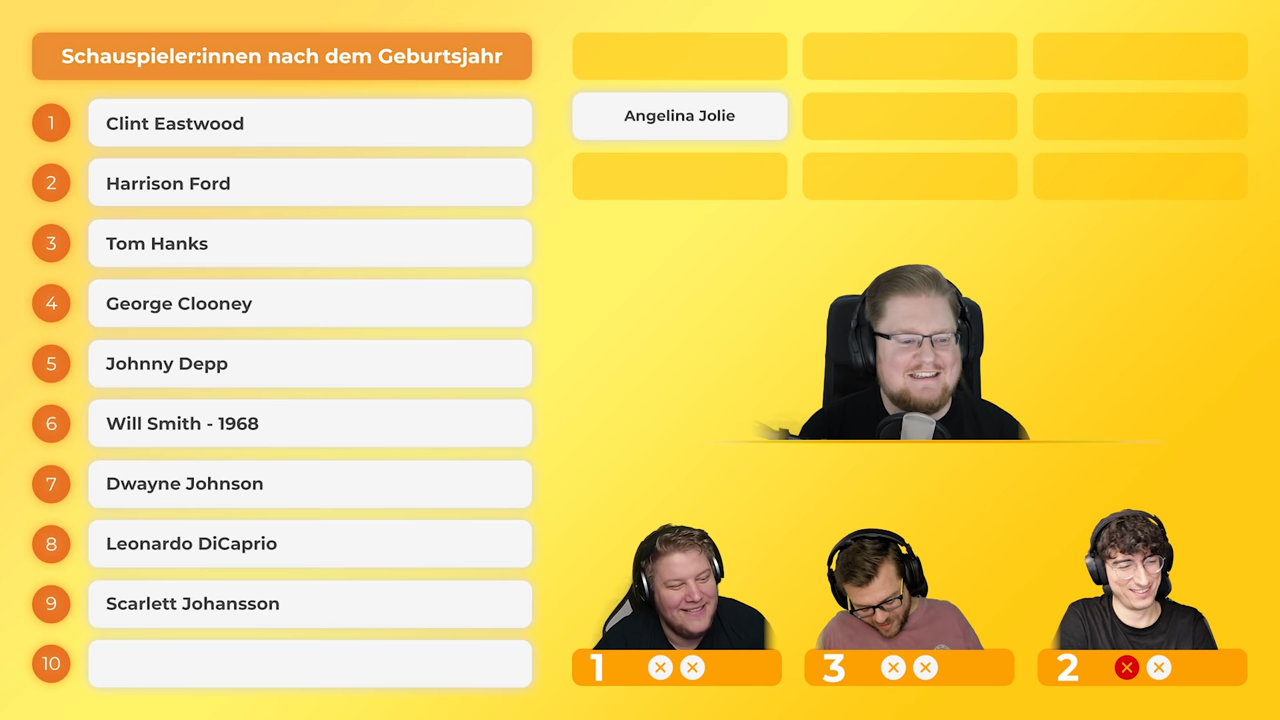 Schauspieler:innen nach dem Geburtsjahr
1 Clint Eastwood
2 Harrison Ford
3 Tom Hanks
4 George Clooney
5 Johnny Depp
6 Will Smith - 1968
7 Dwayne Johnson
8 Leonardo DiCaprio
9 Scarlett Johansson
10
Angelina Jolie
1
3
2